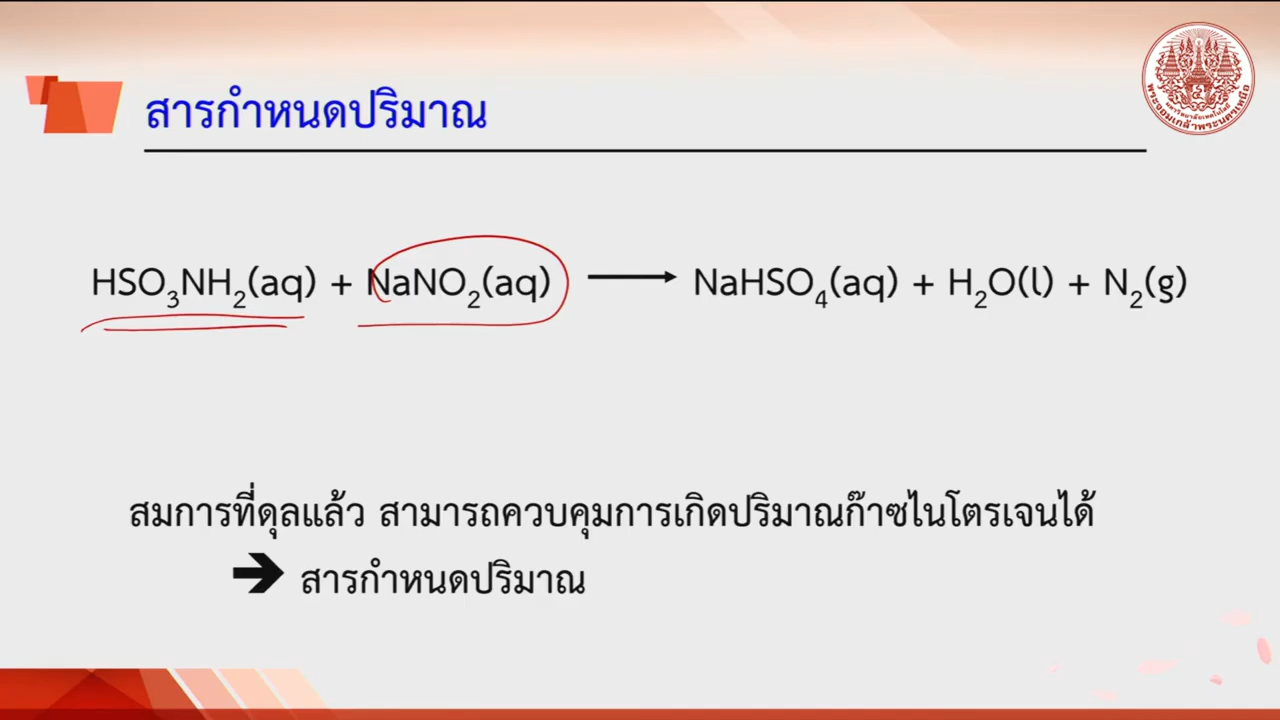 สารกำหนดปริมาณ
HSO₃NH₂(aq) + NaNO₂(aq) ⟶ NaHSO₄(aq) + H₂O(l) + N₂(g)
สมการที่ดุลแล้ว สามารถควบคุมการเกิดปริมาณก๊าซไนโตรเจนได้
➔ สารกำหนดปริมาณ